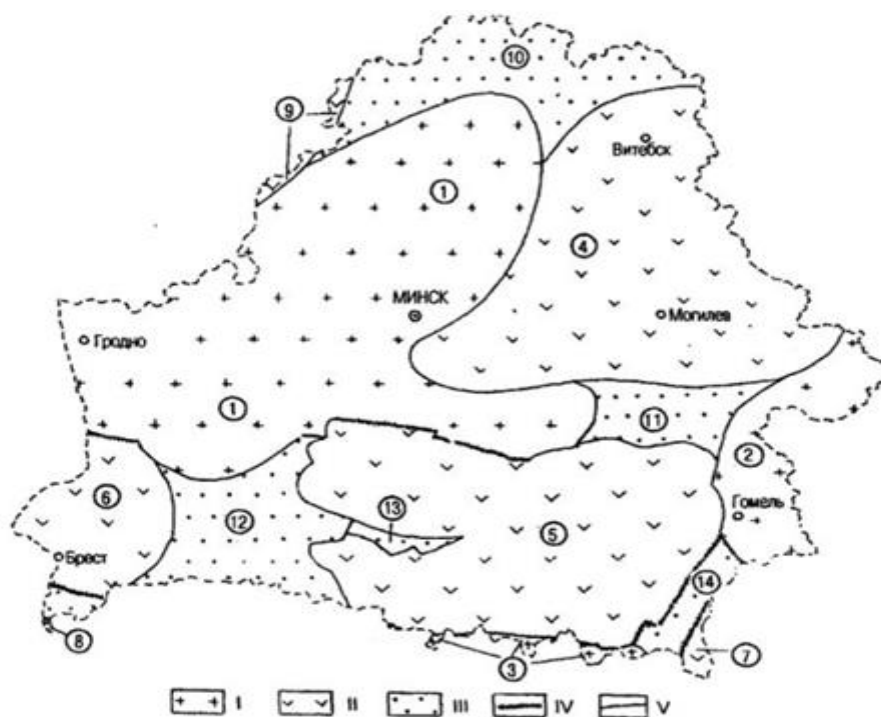 10
9
Витебск
1
4
МИНСК
Могилев
Гродно
1
11
2
6
12
13
5
Гомель
Брест
14
8
3
7
I II III IV V